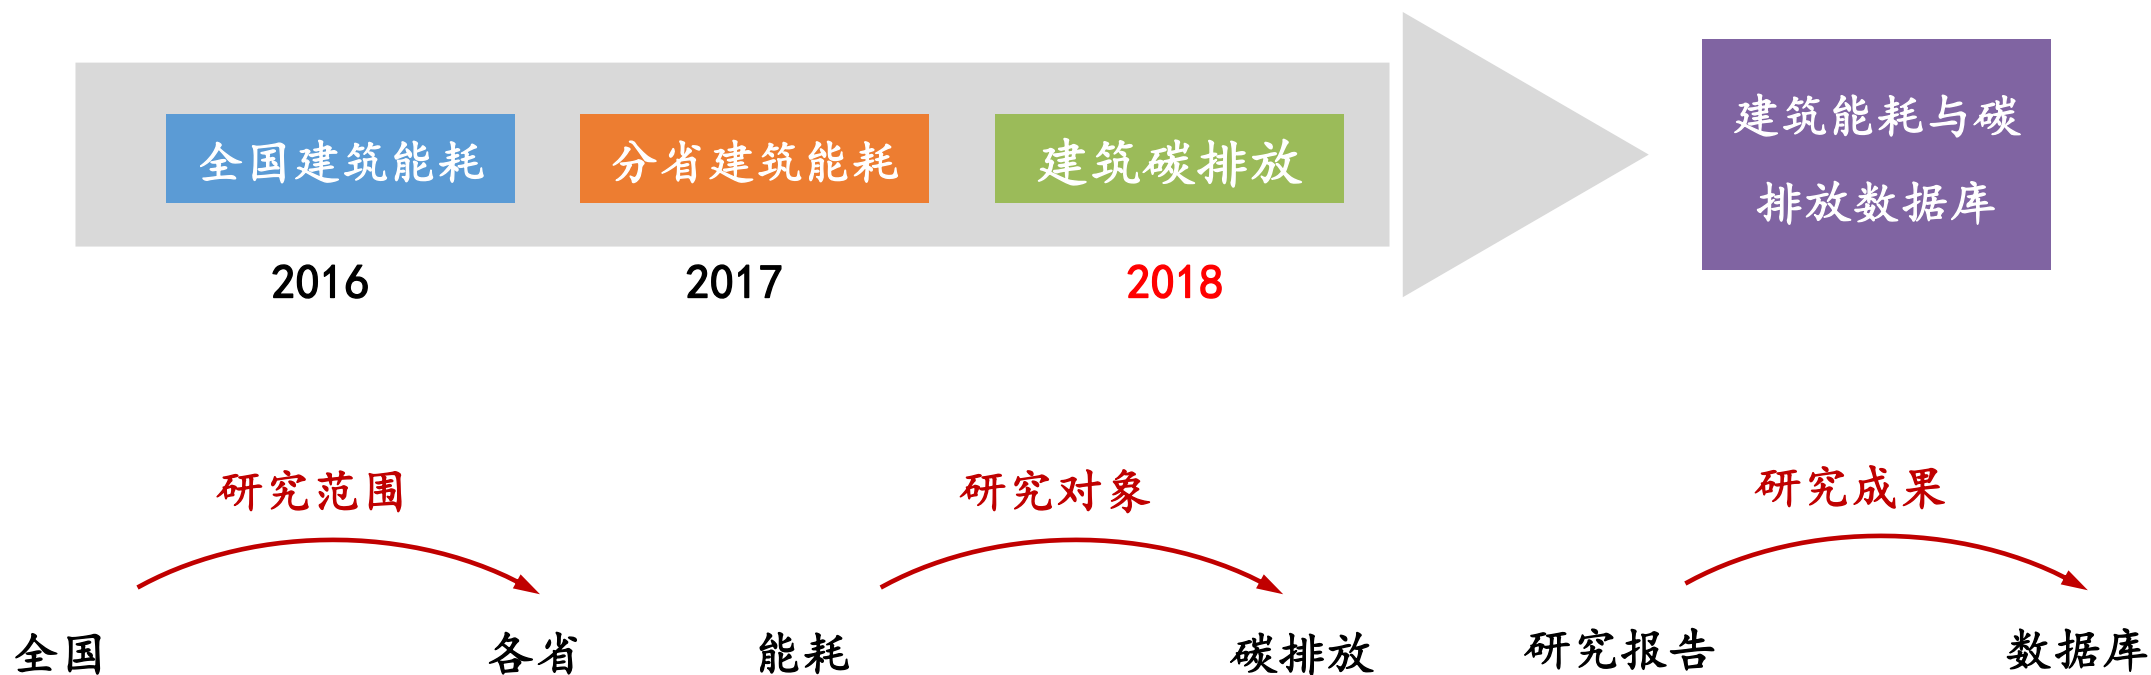 全国建筑能耗
分省建筑能耗
建筑碳排放
建筑能耗与碳
排放数据库
2016
2017
2018
研究范围
研究对象
研究成果
全国
各省
能耗
碳排放
研究报告
数据库